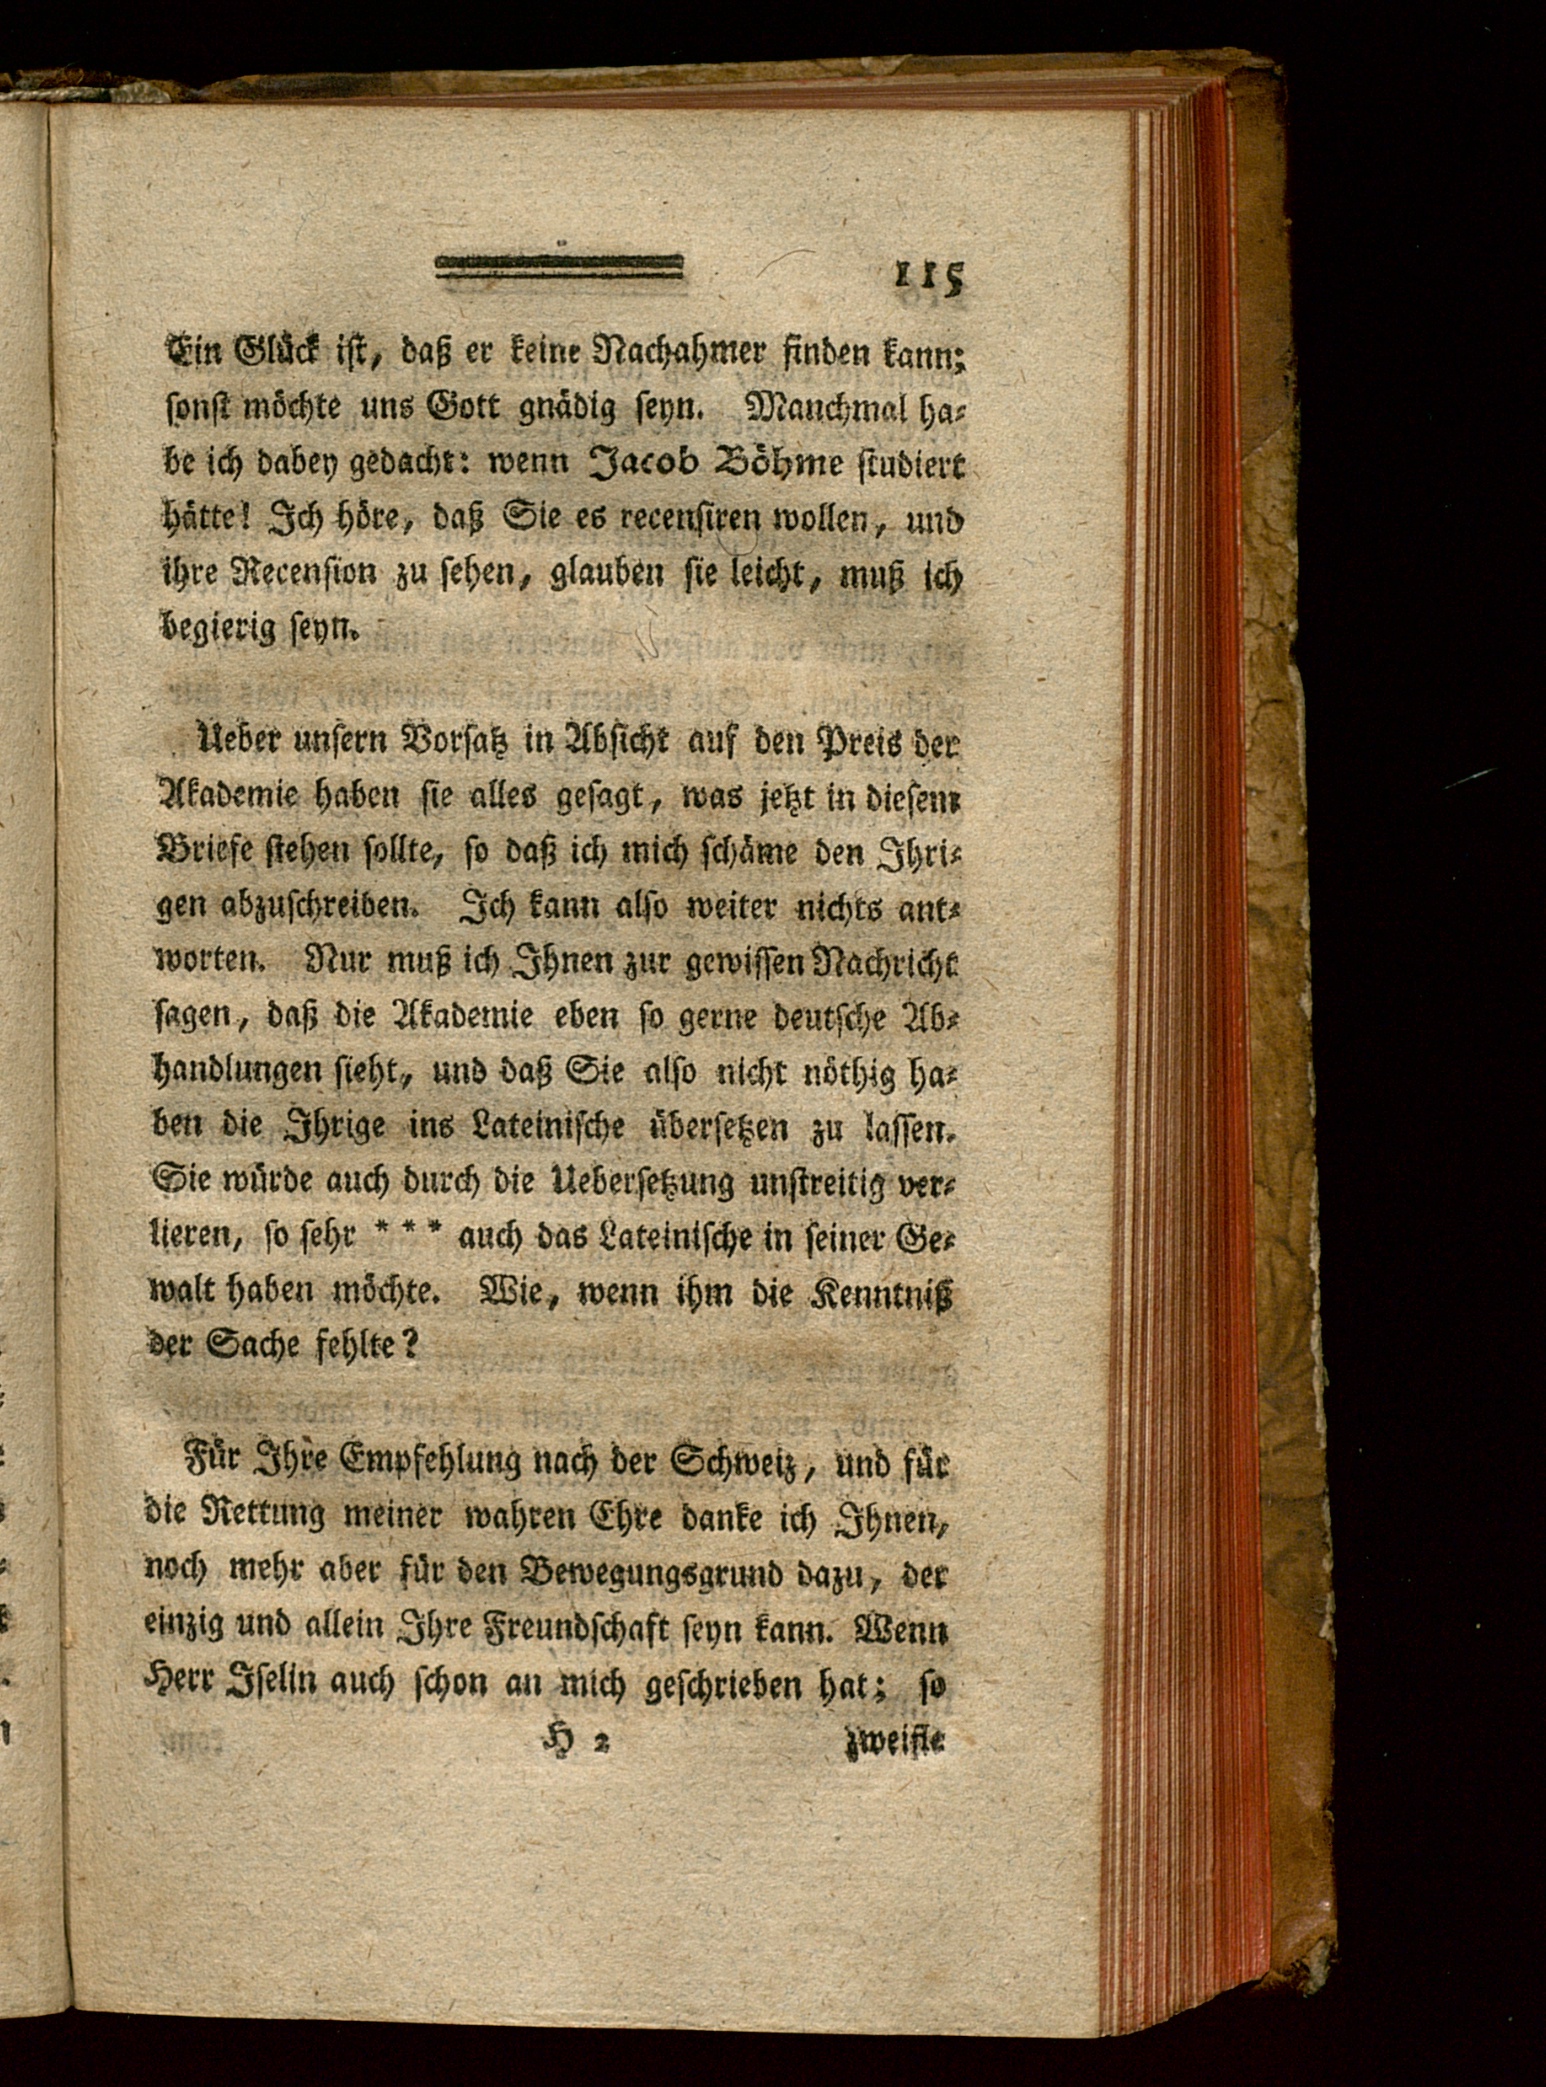 115
Ein Glück ist, daß er keine Nachahmer finden kann;
sonst möchte uns Gott gnädig seyn. Manchmal ha-
be ich dabey gedacht: wenn Jacob Böhme studiert
hätte! Ich höre, daß Sie es recensiren wollen, und
ihre Recension zu sehen, glauben sie leicht, muß ich
begierig seyn.
Ueber unsern Vorsatz in Absicht auf den Preis der
Akademie haben sie alles gesagt, was jetzt in diesem
Briefe stehen sollte, so daß ich mich schäme den Ihri-
gen abzuschreiben. Ich kann also weiter nichts ant-
worten. Nur muß ich Ihnen zur gewissen Nachricht
sagen, daß die Akademie eben so gerne deutsche Ab-
handlungen sieht, und daß Sie also nicht nöthig ha-
ben die Ihrige ins Lateinische übersetzen zu lassen.
Sie würde auch durch die Uebersetzung unstreitig ver-
lieren, so sehr * * * auch das Lateinische in seiner Ge-
walt haben möchte. Wie, wenn ihm die Kenntniß
der Sache fehlte?
Für Ihre Empfehlung nach der Schweiz, und für
die Rettung meiner wahren Ehre danke ich Ihnen,
noch mehr aber für den Bewegungsgrund dazu, der
einzig und allein Ihre Freundschaft seyn kann. Wenn
Herr Iselin auch schon an mich geschrieben hat; so
H 2 zweifle